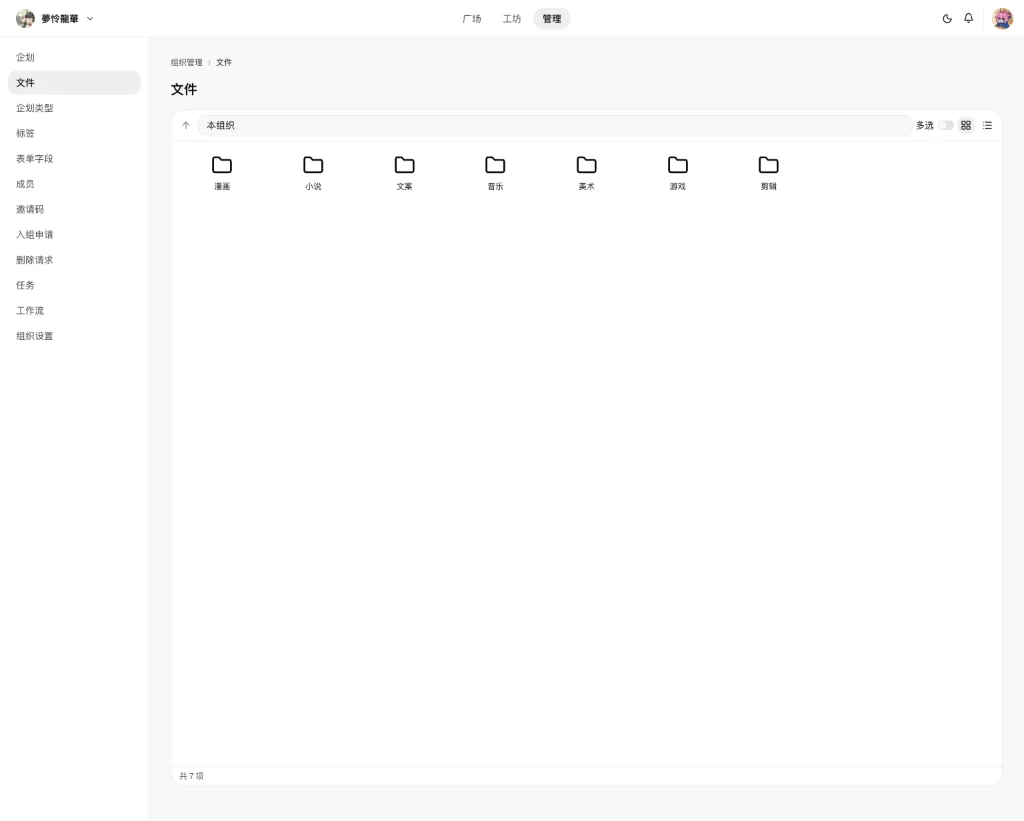 夢怜龍華
广场 工坊 管理
企划
文件
企划类型
标签
表单字段
成员
邀请码
入组申请
删除请求
任务
工作流
组织设置
组织管理 › 文件
文件
本组织 多选
漫画 小说 文案 音乐 美术 游戏 剪辑
共 7 项